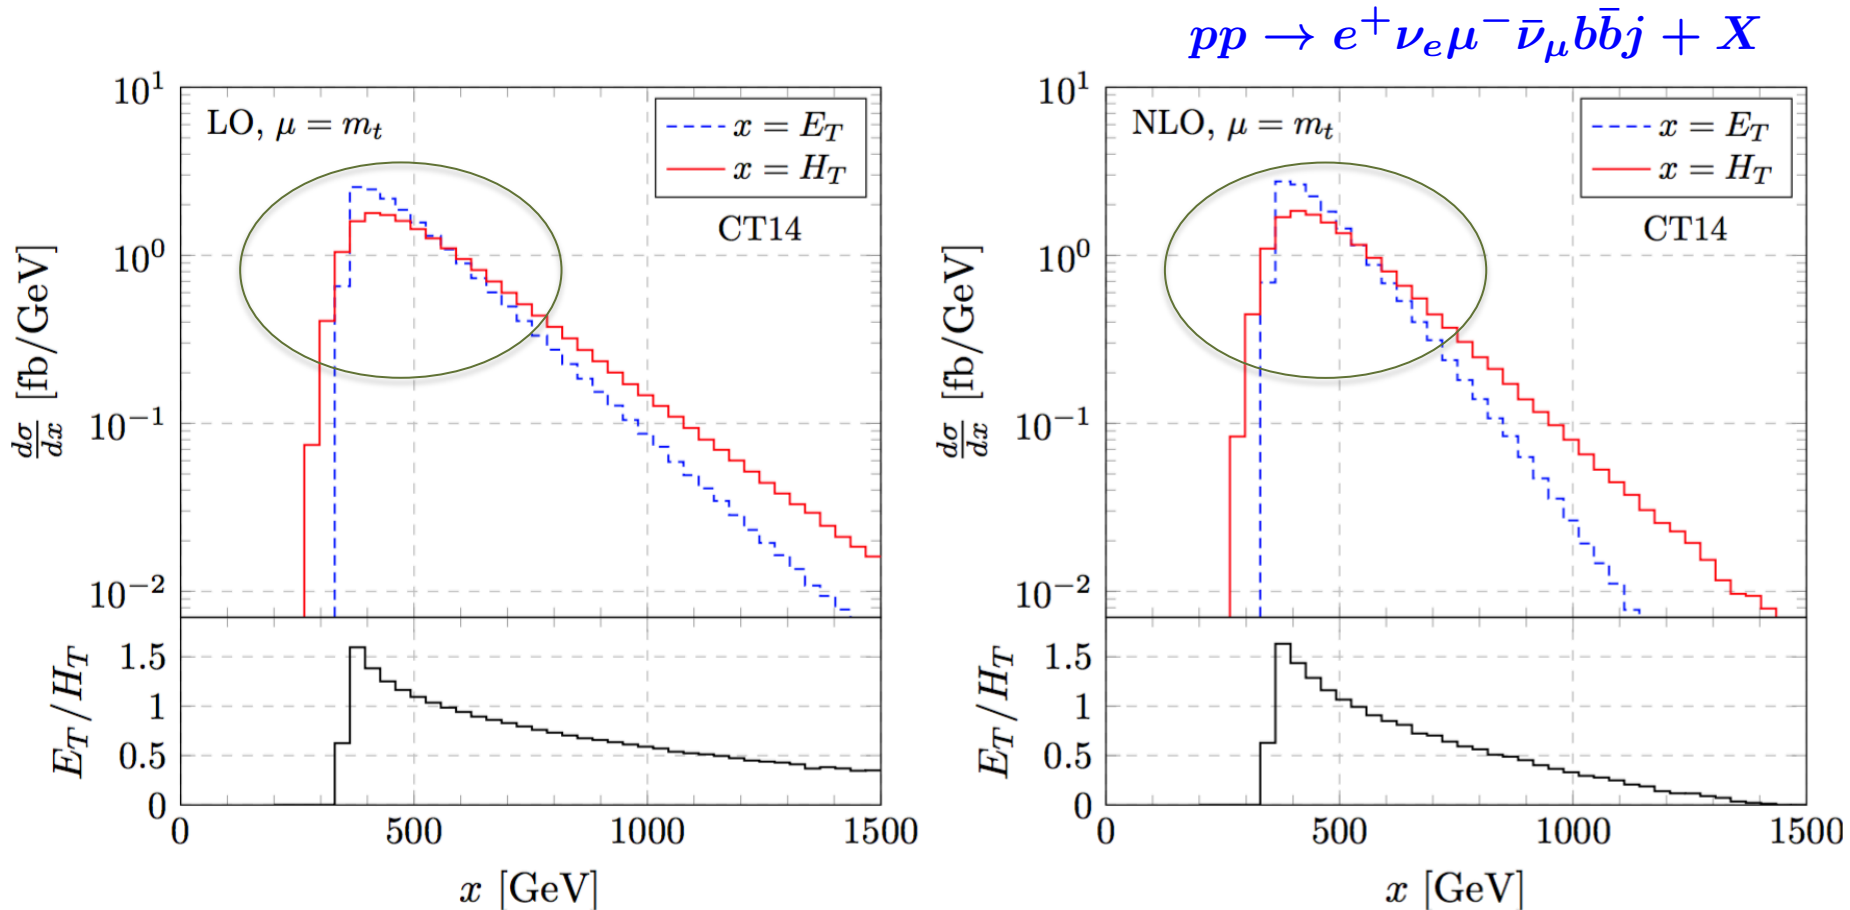 pp → e⁺ν_eμ⁻ν̄_μbb̄j + X
LO, μ = m_t
x = E_T
x = H_T
CT14
dσ/dx [fb/GeV]
10¹
10⁰
10⁻¹
10⁻²
E_T/H_T
1.5
1
0.5
0
0 500 1000 1500
x [GeV]
NLO, μ = m_t
x = E_T
x = H_T
CT14
dσ/dx [fb/GeV]
10¹
10⁰
10⁻¹
10⁻²
E_T/H_T
1.5
1
0.5
0
0 500 1000 1500
x [GeV]